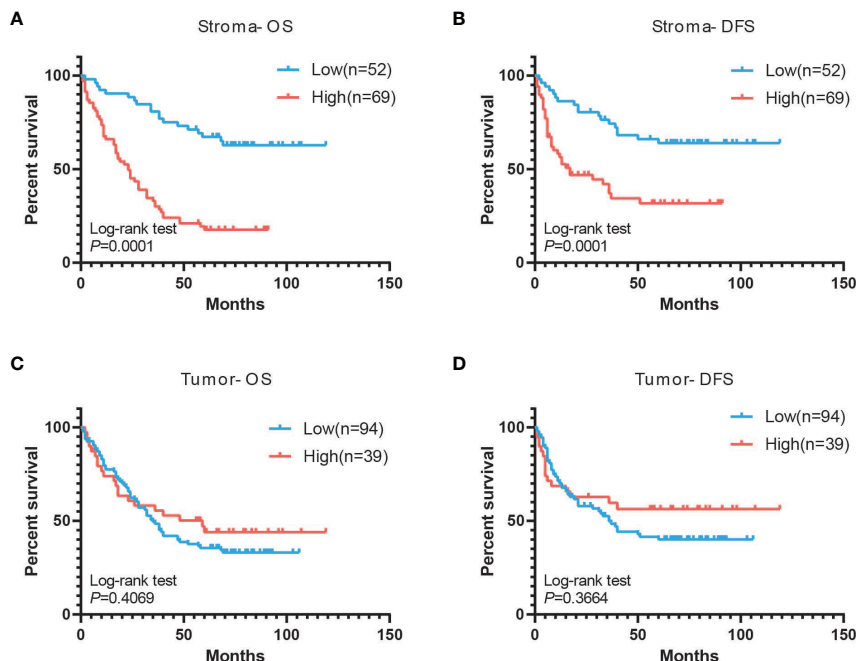 A
Stroma- OS
Percent survival
100
50
0
Low(n=52)
High(n=69)
Log-rank test
P=0.0001
0 50 100 150
Months
B
Stroma- DFS
Percent survival
100
50
0
Low(n=52)
High(n=69)
Log-rank test
P=0.0001
0 50 100 150
Months
C
Tumor- OS
Percent survival
100
50
0
Low(n=94)
High(n=39)
Log-rank test
P=0.4069
0 50 100 150
Months
D
Tumor- DFS
Percent survival
100
50
0
Low(n=94)
High(n=39)
Log-rank test
P=0.3664
0 50 100 150
Months